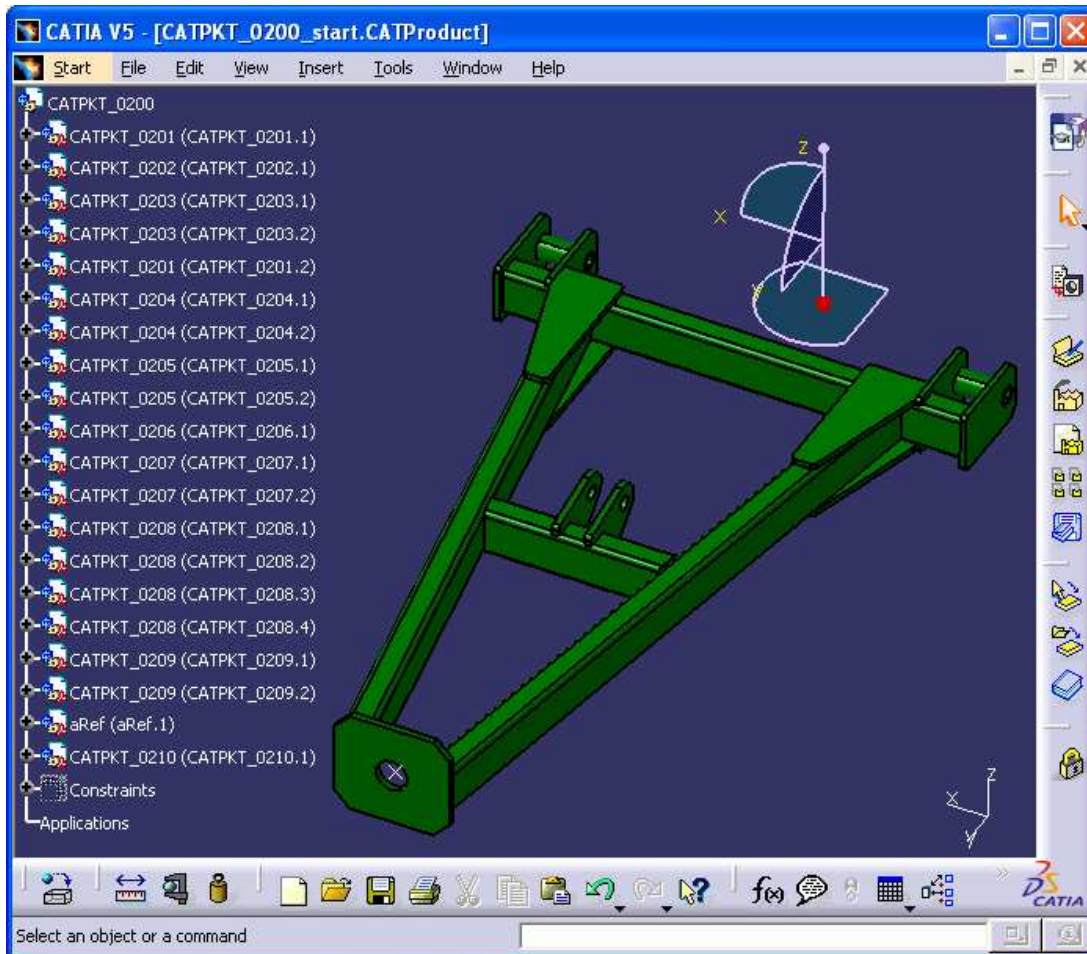 CATIA V5 - [CATPKT_0200_start.CATProduct]
Start File Edit View Insert Tools Window Help
CATPKT_0200
CATPKT_0201 (CATPKT_0201.1)
CATPKT_0202 (CATPKT_0202.1)
CATPKT_0203 (CATPKT_0203.1)
CATPKT_0203 (CATPKT_0203.2)
CATPKT_0201 (CATPKT_0201.2)
CATPKT_0204 (CATPKT_0204.1)
CATPKT_0204 (CATPKT_0204.2)
CATPKT_0205 (CATPKT_0205.1)
CATPKT_0205 (CATPKT_0205.2)
CATPKT_0206 (CATPKT_0206.1)
CATPKT_0207 (CATPKT_0207.1)
CATPKT_0207 (CATPKT_0207.2)
CATPKT_0208 (CATPKT_0208.1)
CATPKT_0208 (CATPKT_0208.2)
CATPKT_0208 (CATPKT_0208.3)
CATPKT_0208 (CATPKT_0208.4)
CATPKT_0209 (CATPKT_0209.1)
CATPKT_0209 (CATPKT_0209.2)
aRef (aRef.1)
CATPKT_0210 (CATPKT_0210.1)
Constraints
Applications
Z
X
Y
Z
X
Y
f(x)
CATIA
Select an object or a command